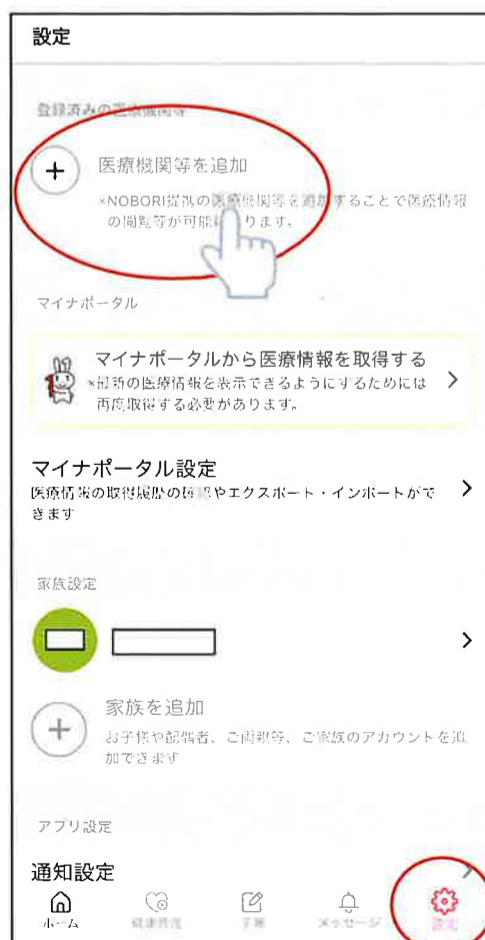 設定
登録済みの医療機関等
医療機関等を追加
※NOBORI提携の医療機関等を追加することで医療情報
の閲覧等が可能になります。
マイナポータル
マイナポータルから医療情報を取得する
※最新の医療情報を表示できるようにするためには
再度取得する必要があります。
マイナポータル設定
医療情報の取得履歴の確認やエクスポート・インポートがで
きます
家族設定
家族を追加
お子様や配偶者、ご両親等、ご家族のアカウントを追
加できます
アプリ設定
通知設定
ホーム 健康管理 手帳 メッセージ 設定